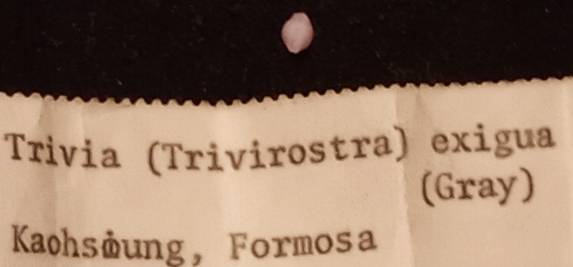 Trivia (Trivirostra) exigua
(Gray)
Kaohsiung, Formosa